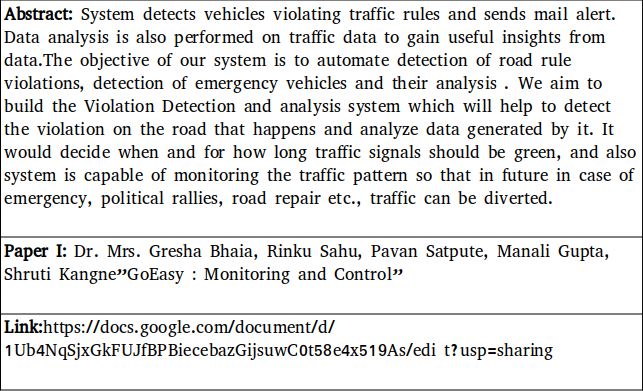 Abstract: System detects vehicles violating traffic rules and sends mail alert.
Data analysis is also performed on traffic data to gain useful insights from
data.The objective of our system is to automate detection of road rule
violations, detection of emergency vehicles and their analysis . We aim to
build the Violation Detection and analysis system which will help to detect
the violation on the road that happens and analyze data generated by it. It
would decide when and for how long traffic signals should be green, and also
system is capable of monitoring the traffic pattern so that in future in case of
emergency, political rallies, road repair etc., traffic can be diverted.
Paper I: Dr. Mrs. Gresha Bhaia, Rinku Sahu, Pavan Satpute, Manali Gupta,
Shruti Kangne”GoEasy : Monitoring and Control”
Link:https://docs.google.com/document/d/
1Ub4NqSjxGkFUJfBPBiecebazGijsuwC0t58e4x519As/edi t?usp=sharing